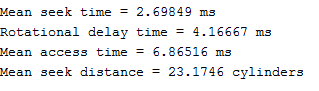 Mean seek time = 2.69849 ms
Rotational delay time = 4.16667 ms
Mean access time = 6.86516 ms
Mean seek distance = 23.1746 cylinders